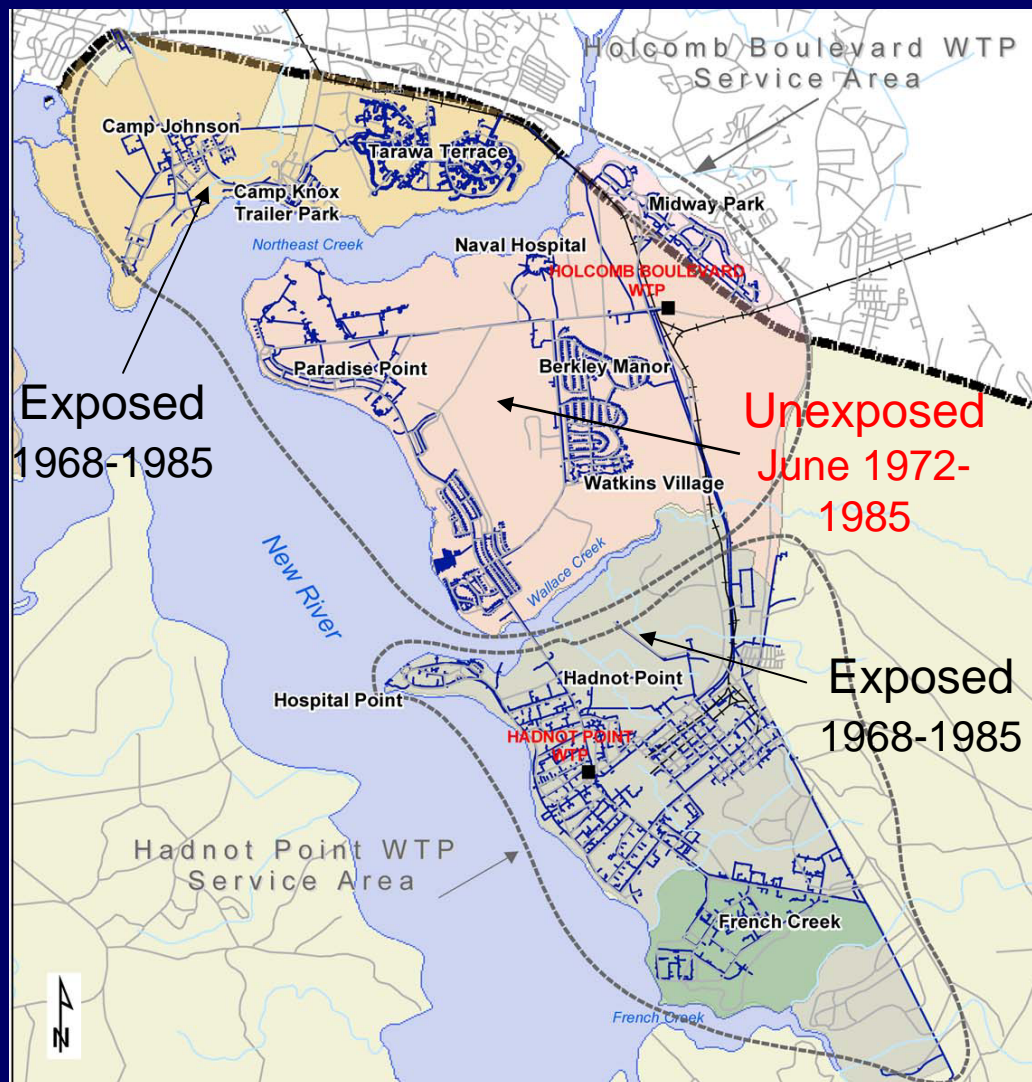 Holcomb Boulevard WTP
Service Area
Camp Johnson
Tarawa Terrace
Camp Knox
Trailer Park
Midway Park
Northeast Creek
Naval Hospital
HOLCOMB BOULEVARD
WTP
Paradise Point
Berkley Manor
Exposed
1968-1985
Unexposed
June 1972-
1985
Watkins Village
New River
Wallace Creek
Hadnot Point
Exposed
1968-1985
Hospital Point
HADNOT POINT
WTP
Hadnot Point WTP
Service Area
French Creek
French Creek
N